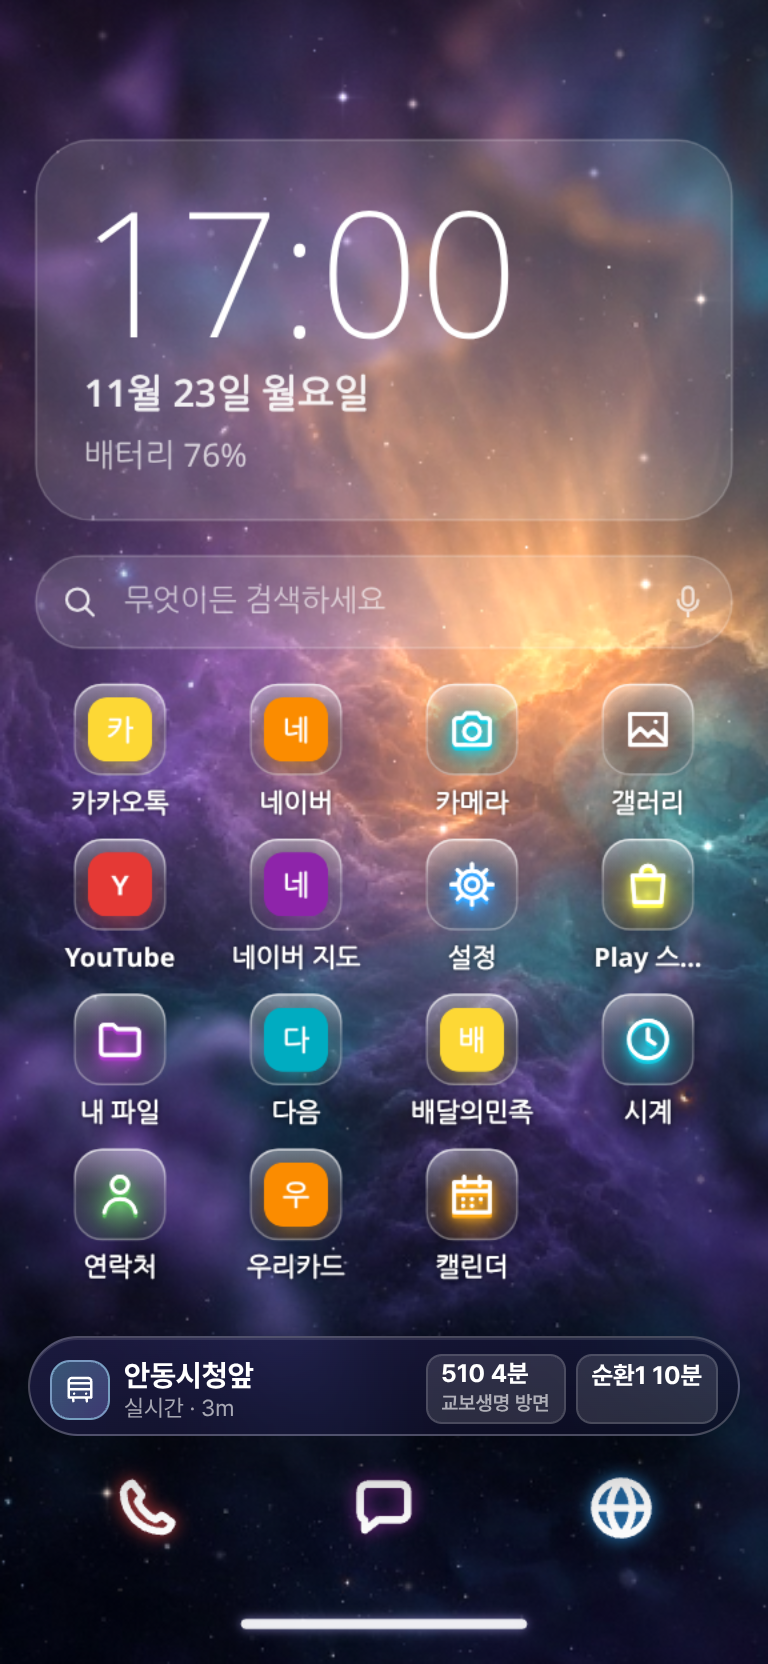 17:00
11월 23일 월요일
배터리 76%
무엇이든 검색하세요
카
네
카카오톡
네이버
카메라
갤러리
Y
네
YouTube
네이버 지도
설정
Play 스...
다
배
내 파일
다음
배달의민족
시계
우
연락처
우리카드
캘린더
안동시청앞
실시간 · 3m
510 4분
교보생명 방면
순환1 10분